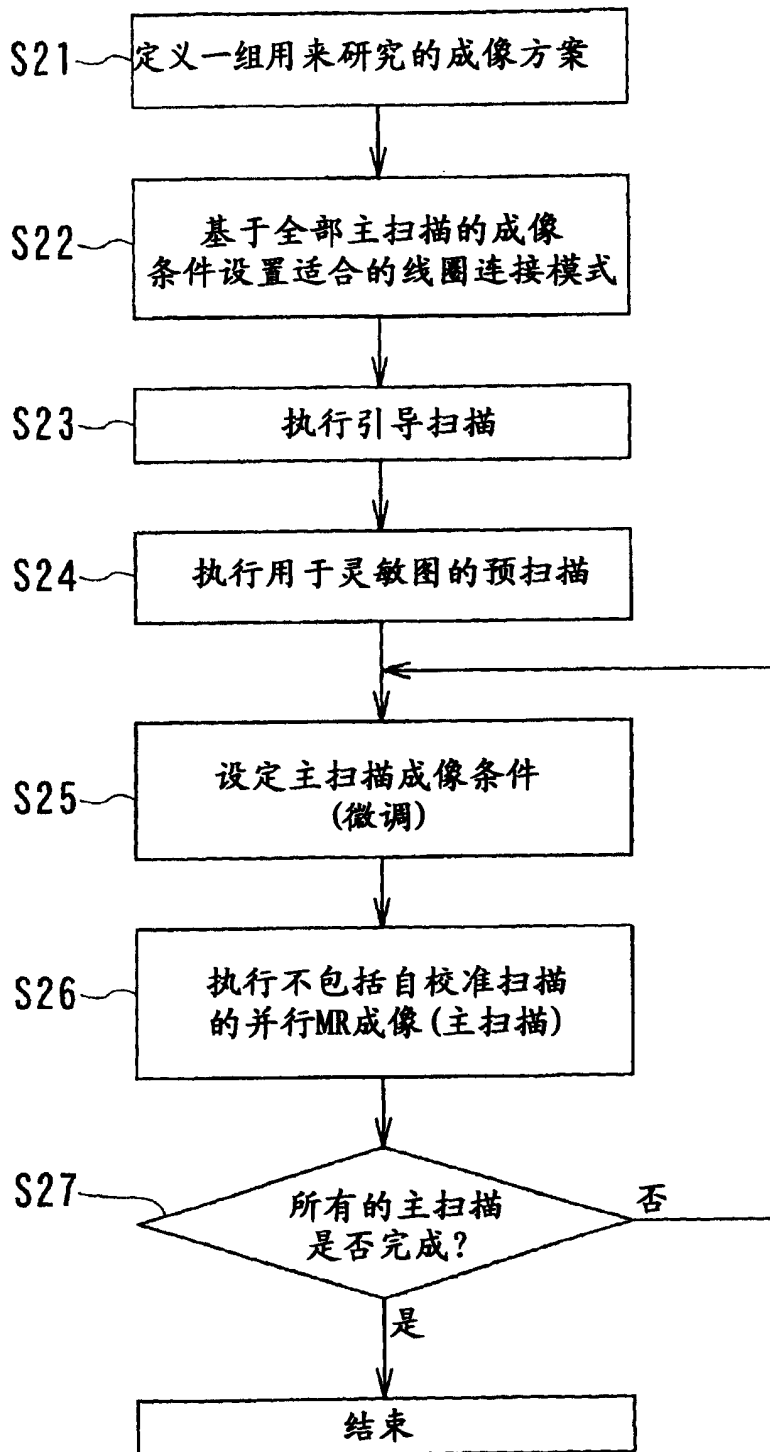 S21
定义一组用来研究的成像方案
S22
基于全部主扫描的成像
条件设置适合的线圈连接模式
S23
执行引导扫描
S24
执行用于灵敏图的预扫描
S25
设定主扫描成像条件
(微调)
S26
执行不包括自校准扫描
的并行MR成像(主扫描)
S27
所有的主扫描
是否完成?
否
是
结束